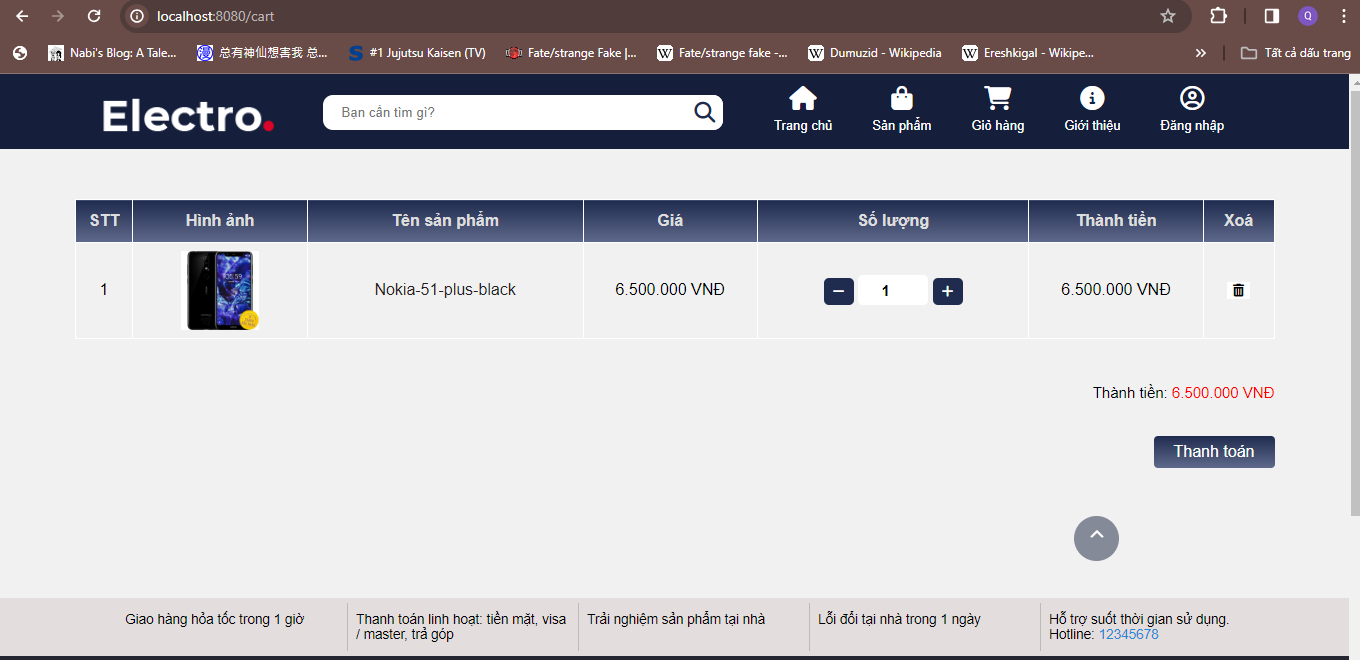 localhost:8080/cart
Q
Nabi's Blog: A Tale...
总有神仙想害我 总...
#1 Jujutsu Kaisen (TV)
Fate/strange Fake |...
Fate/strange fake -...
Dumuzid - Wikipedia
Ereshkigal - Wikipe...
Tất cả dấu trang
Electro.
Bạn cần tìm gì?
Trang chủ
Sản phẩm
Giỏ hàng
Giới thiệu
Đăng nhập
STT Hình ảnh Tên sản phẩm Giá Số lượng Thành tiền Xoá
1 Nokia-51-plus-black 6.500.000 VNĐ − 1 + 6.500.000 VNĐ
Thành tiền: 6.500.000 VNĐ
Thanh toán
Giao hàng hỏa tốc trong 1 giờ
Thanh toán linh hoạt: tiền mặt, visa
/ master, trả góp
Trải nghiệm sản phẩm tại nhà
Lỗi đổi tại nhà trong 1 ngày
Hỗ trợ suốt thời gian sử dụng.
Hotline: 12345678